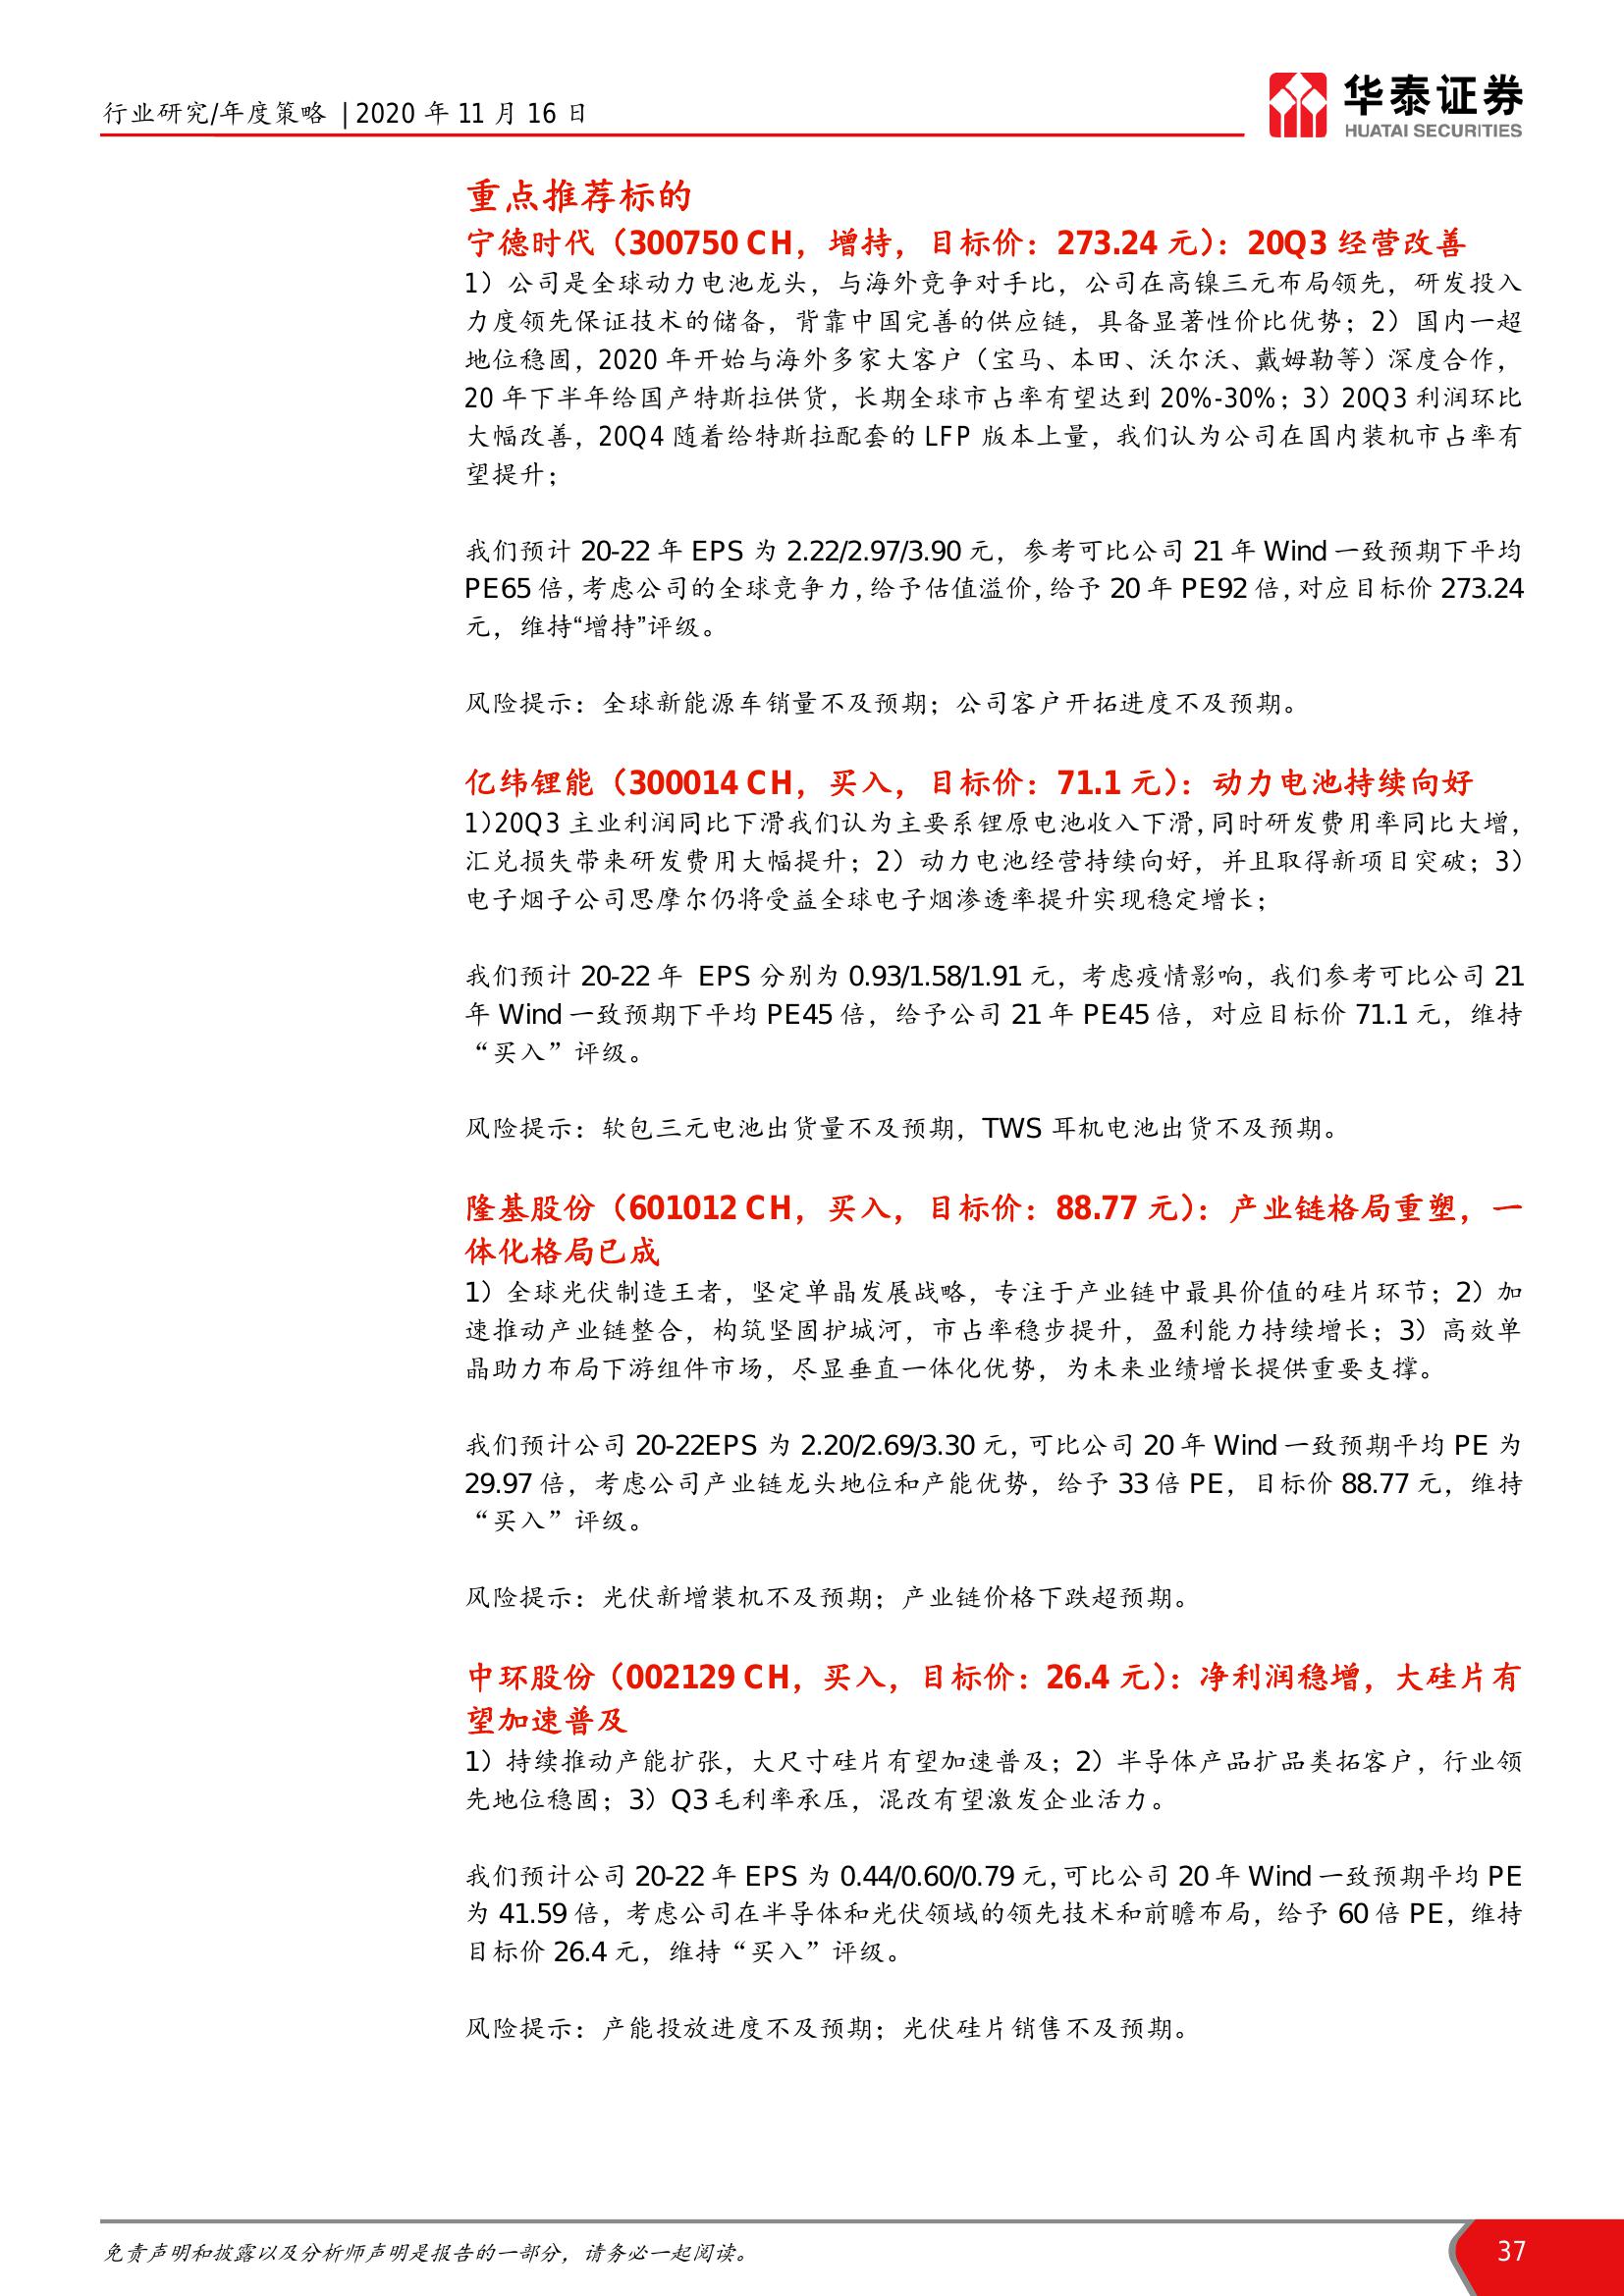 行业研究/年度策略 | 2020 年 11 月 16 日
华泰证券
HUATAI SECURITIES
重点推荐标的
宁德时代（300750 CH，增持，目标价：273.24 元）：20Q3 经营改善
1）公司是全球动力电池龙头，与海外竞争对手比，公司在高镍三元布局领先，研发投入
力度领先保证技术的储备，背靠中国完善的供应链，具备显著性价比优势；2）国内一超
地位稳固，2020 年开始与海外多家大客户（宝马、本田、沃尔沃、戴姆勒等）深度合作，
20 年下半年给国产特斯拉供货，长期全球市占率有望达到 20%-30%；3）20Q3 利润环比
大幅改善，20Q4 随着给特斯拉配套的 LFP 版本上量，我们认为公司在国内装机市占率有
望提升；
我们预计 20-22 年 EPS 为 2.22/2.97/3.90 元，参考可比公司 21 年 Wind 一致预期下平均
PE65 倍，考虑公司的全球竞争力，给予估值溢价，给予 20 年 PE92 倍，对应目标价 273.24
元，维持“增持”评级。
风险提示：全球新能源车销量不及预期；公司客户开拓进度不及预期。
亿纬锂能（300014 CH，买入，目标价：71.1 元）：动力电池持续向好
1）20Q3 主业利润同比下滑我们认为主要系锂原电池收入下滑，同时研发费用率同比大增，
汇兑损失带来研发费用大幅提升；2）动力电池经营持续向好，并且取得新项目突破；3）
电子烟子公司思摩尔仍将受益全球电子烟渗透率提升实现稳定增长；
我们预计 20-22 年 EPS 分别为 0.93/1.58/1.91 元，考虑疫情影响，我们参考可比公司 21
年 Wind 一致预期下平均 PE45 倍，给予公司 21 年 PE45 倍，对应目标价 71.1 元，维持
“买入”评级。
风险提示：软包三元电池出货量不及预期，TWS 耳机电池出货不及预期。
隆基股份（601012 CH，买入，目标价：88.77 元）：产业链格局重塑，一
体化格局已成
1）全球光伏制造王者，坚定单晶发展战略，专注于产业链中最具价值的硅片环节；2）加
速推动产业链整合，构筑坚固护城河，市占率稳步提升，盈利能力持续增长；3）高效单
晶助力布局下游组件市场，尽显垂直一体化优势，为未来业绩增长提供重要支撑。
我们预计公司 20-22EPS 为 2.20/2.69/3.30 元，可比公司 20 年 Wind 一致预期平均 PE 为
29.97 倍，考虑公司产业链龙头地位和产能优势，给予 33 倍 PE，目标价 88.77 元，维持
“买入”评级。
风险提示：光伏新增装机不及预期；产业链价格下跌超预期。
中环股份（002129 CH，买入，目标价：26.4 元）：净利润稳增，大硅片有
望加速普及
1）持续推动产能扩张，大尺寸硅片有望加速普及；2）半导体产品扩品类拓客户，行业领
先地位稳固；3）Q3 毛利率承压，混改有望激发企业活力。
我们预计公司 20-22 年 EPS 为 0.44/0.60/0.79 元，可比公司 20 年 Wind 一致预期平均 PE
为 41.59 倍，考虑公司在半导体和光伏领域的领先技术和前瞻布局，给予 60 倍 PE，维持
目标价 26.4 元，维持“买入”评级。
风险提示：产能投放进度不及预期；光伏硅片销售不及预期。
免责声明和披露以及分析师声明是报告的一部分，请务必一起阅读。
37